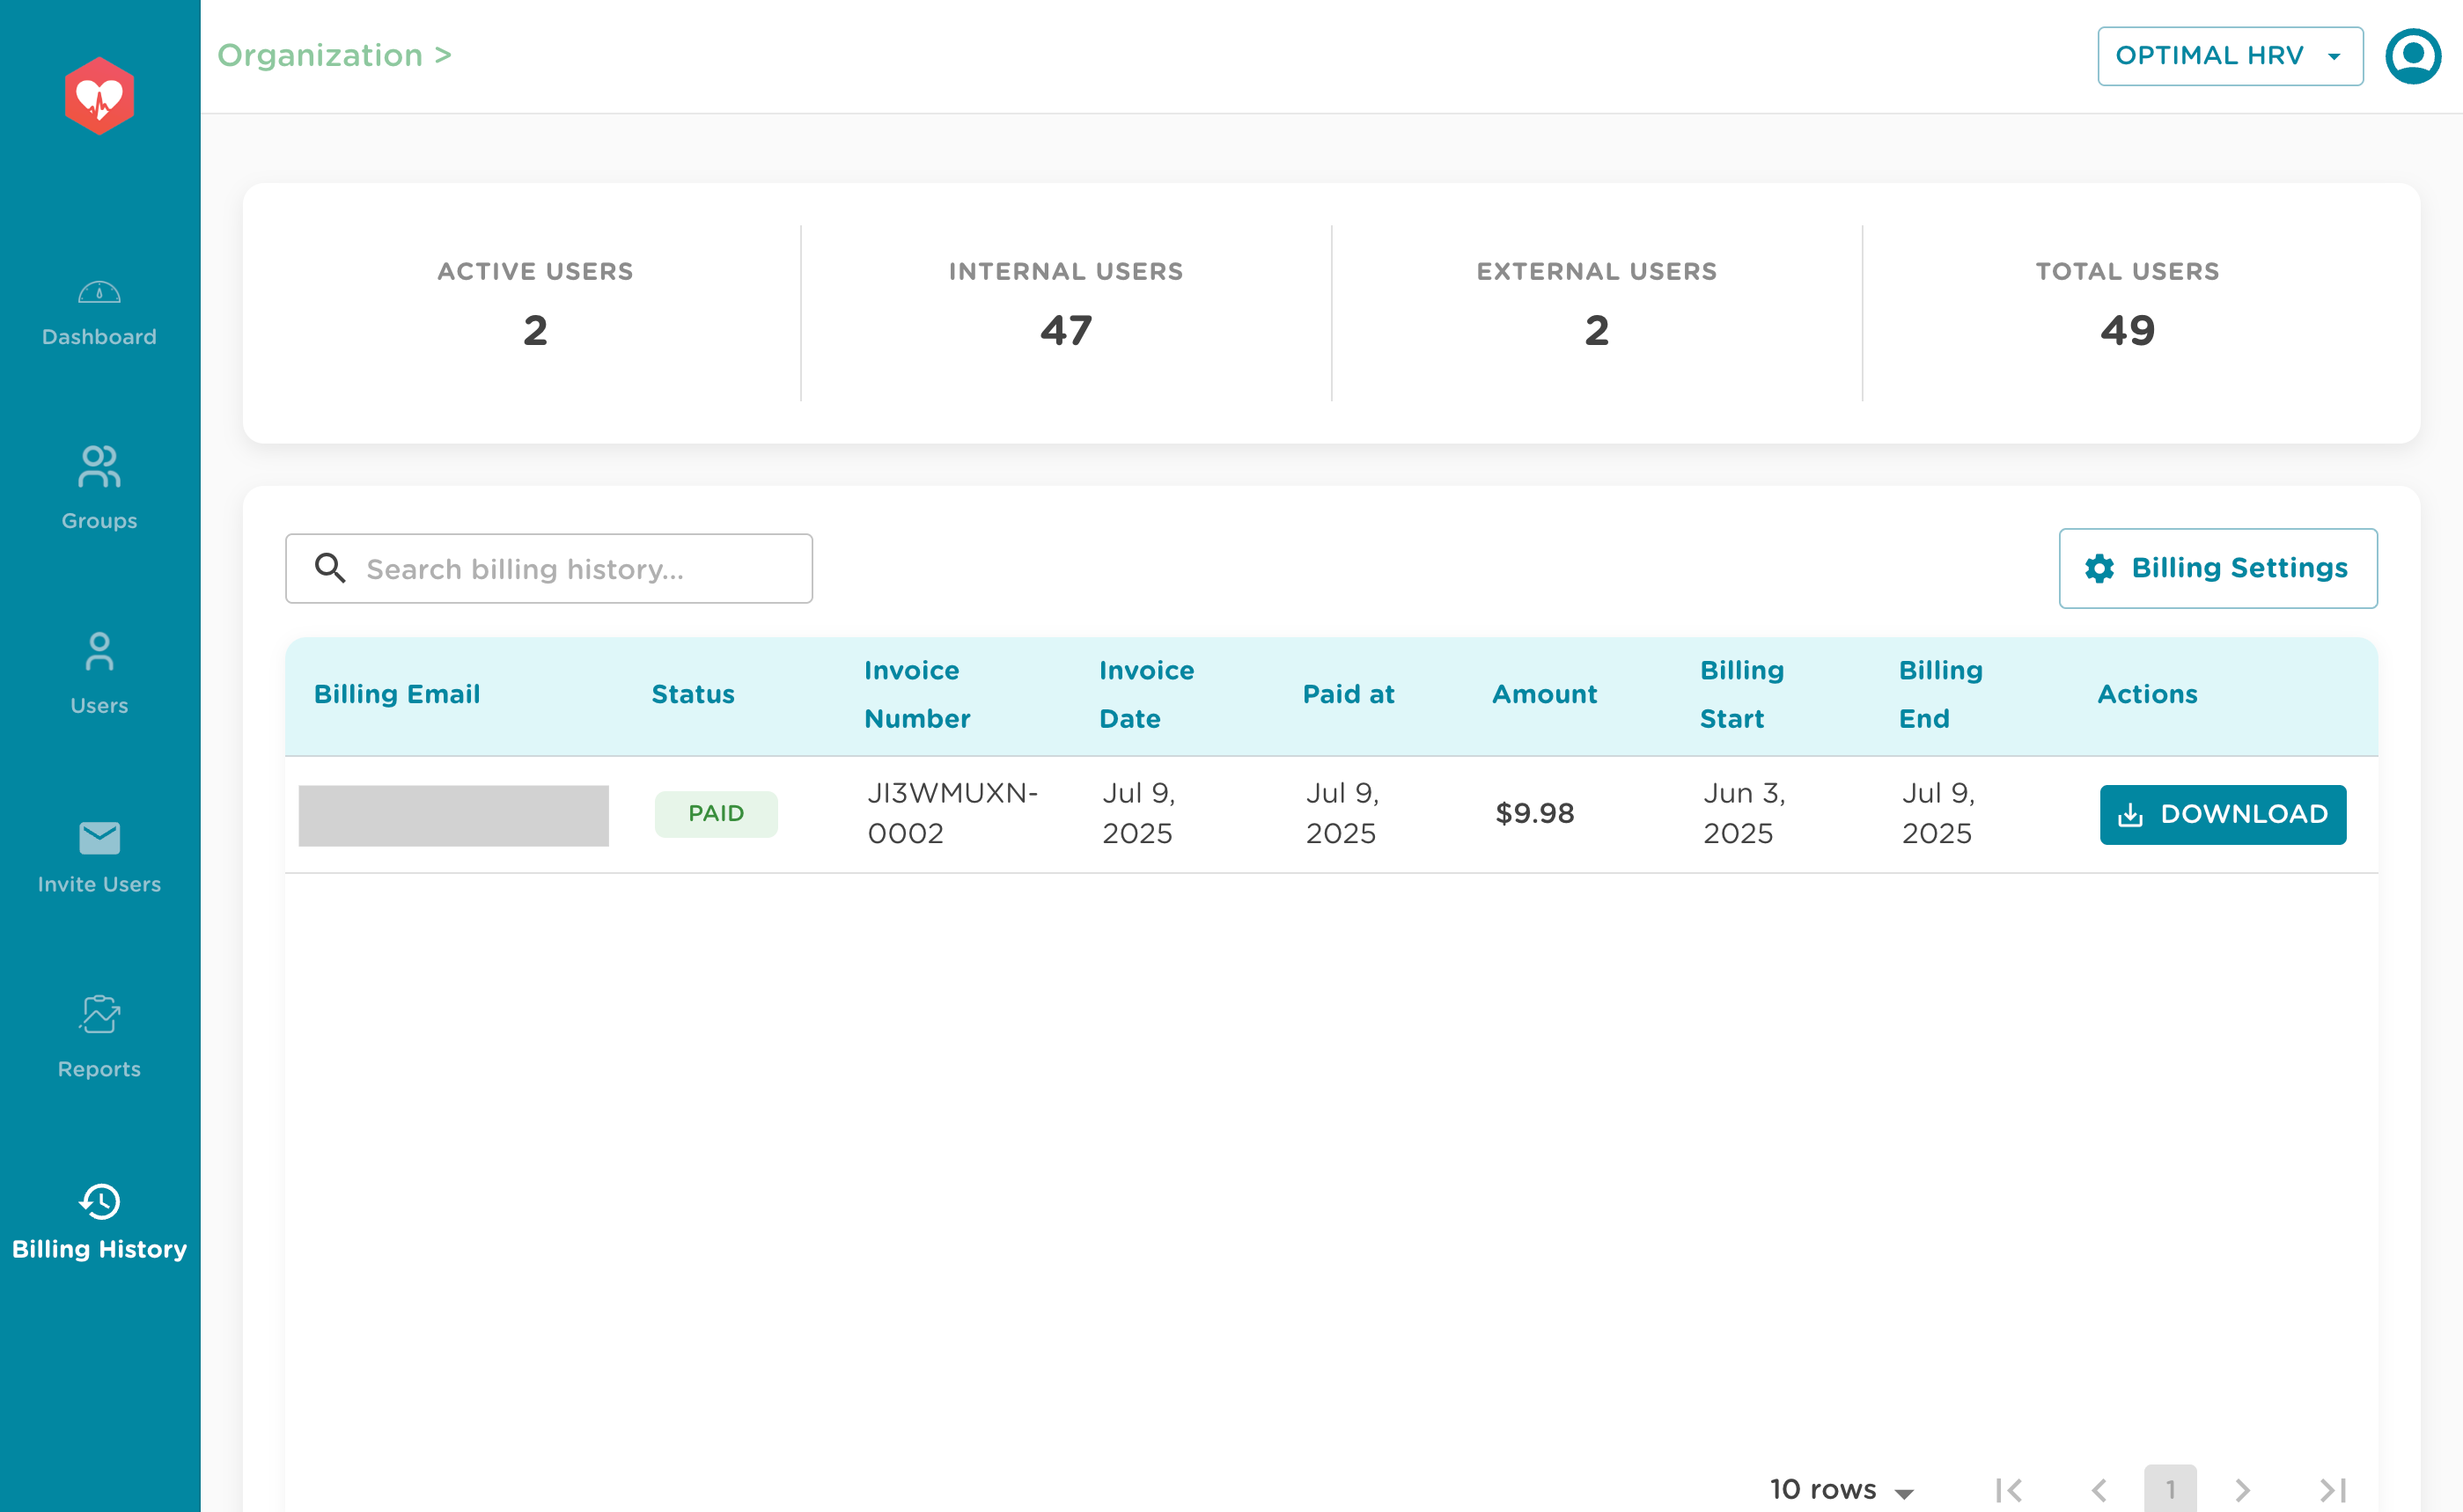 Organization >
OPTIMAL HRV
Dashboard
Groups
Users
Invite Users
Reports
Billing History
ACTIVE USERS
2
INTERNAL USERS
47
EXTERNAL USERS
2
TOTAL USERS
49
Search billing history...
Billing Settings
Billing Email
Status
Invoice
Number
Invoice
Date
Paid at
Amount
Billing
Start
Billing
End
Actions
PAID
JI3WMUXN-
0002
Jul 9,
2025
Jul 9,
2025
$9.98
Jun 3,
2025
Jul 9,
2025
DOWNLOAD
10 rows
1